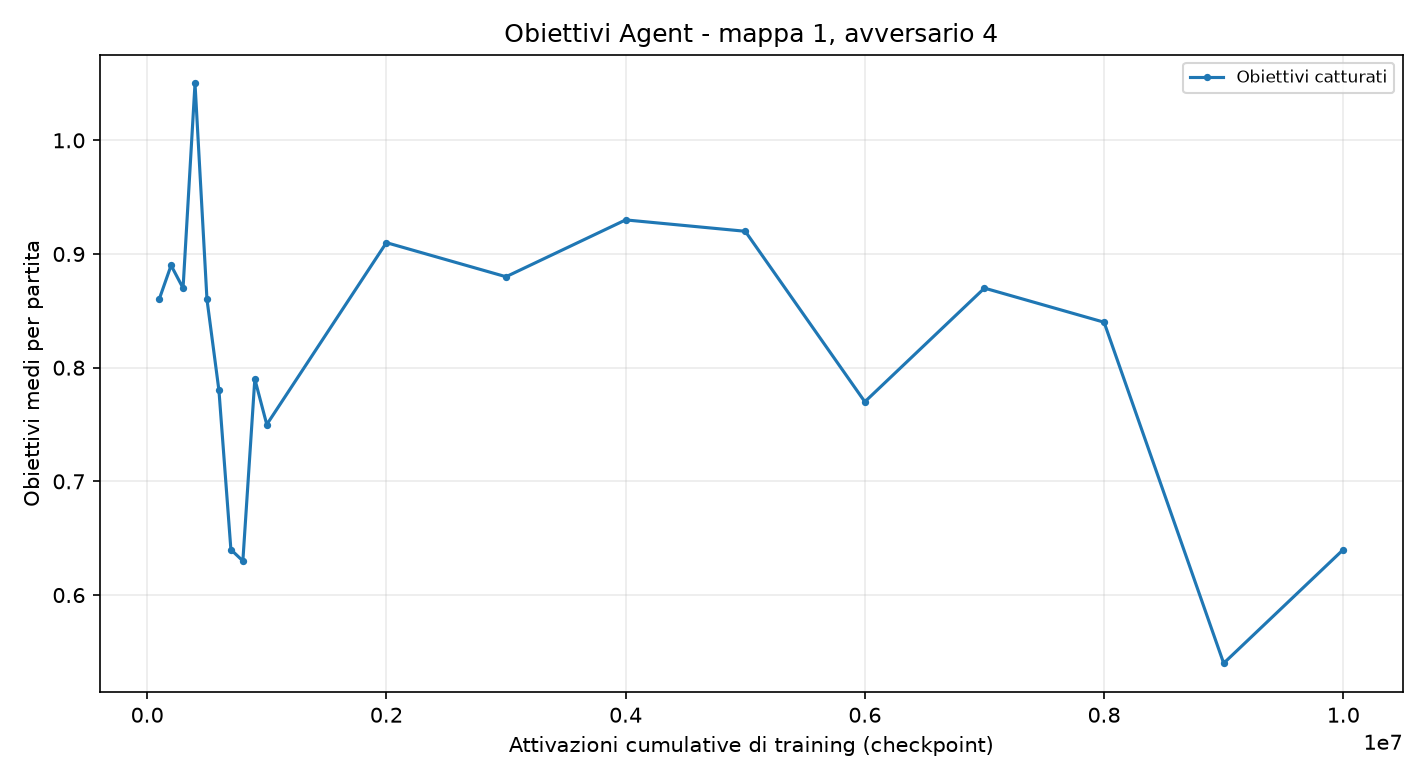 Obiettivi Agent - mappa 1, avversario 4
Obiettivi catturati
Obiettivi medi per partita
1.0
0.9
0.8
0.7
0.6
0.0 0.2 0.4 0.6 0.8 1.0
1e7
Attivazioni cumulative di training (checkpoint)